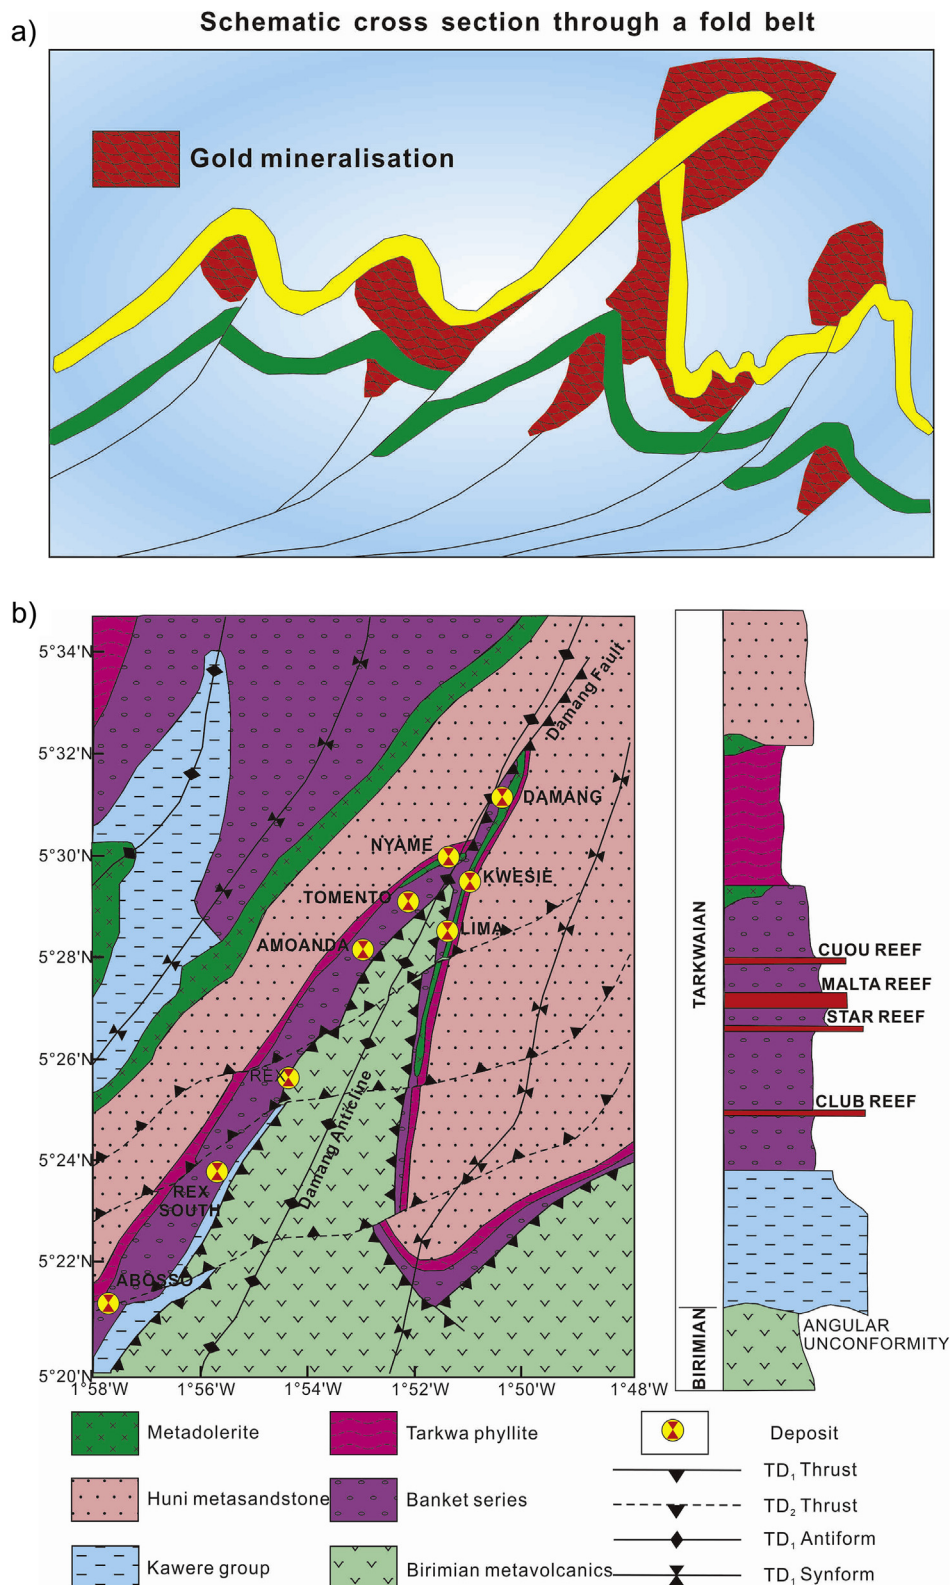 a)
Schematic cross section through a fold belt
Gold mineralisation
b)
5°34'N
5°32'N
5°30'N
5°28'N
5°26'N
5°24'N
5°22'N
5°20'N
1°58'W
1°56'W
1°54'W
1°52'W
1°50'W
1°48'W
Damang Fault
DAMANG
NYAME
KWESIE
TOMENTO
LIMA
AMOANDA
REX
Damang Anticline
REX
SOUTH
ABOSSO
TARKWAIAN
BIRIMIAN
CUOU REEF
MALTA REEF
STAR REEF
CLUB REEF
ANGULAR
UNCONFORMITY
Metadolerite
Tarkwa phyllite
Deposit
TD1 Thrust
Huni metasandstone
Banket series
TD2 Thrust
TD1 Antiform
Kawere group
Birimian metavolcanics
TD1 Synform